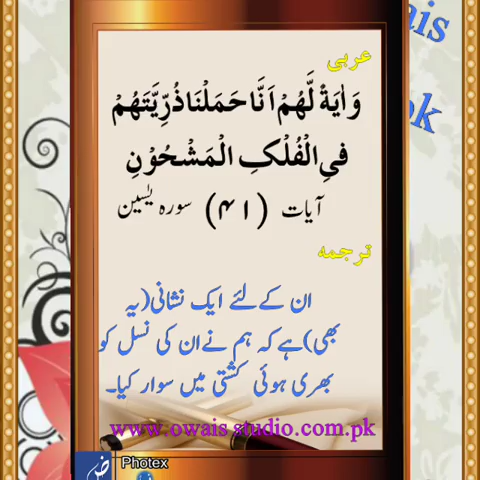 عربی
وَاٰیَةٌ لَّهُمْ اَنَّا حَمَلْنَا ذُرِّیَّتَهُمْ
فِی الْفُلْکِ الْمَشْحُوْنِ
آیات (۴۱) سورہ یٰسین
ترجمہ
ان کے لئے ایک نشانی (یہ
بھی) ہے کہ ہم نے ان کی نسل کو
بھری ہوئی کشتی میں سوار کیا۔
www.owais studio.com.pk
Photex